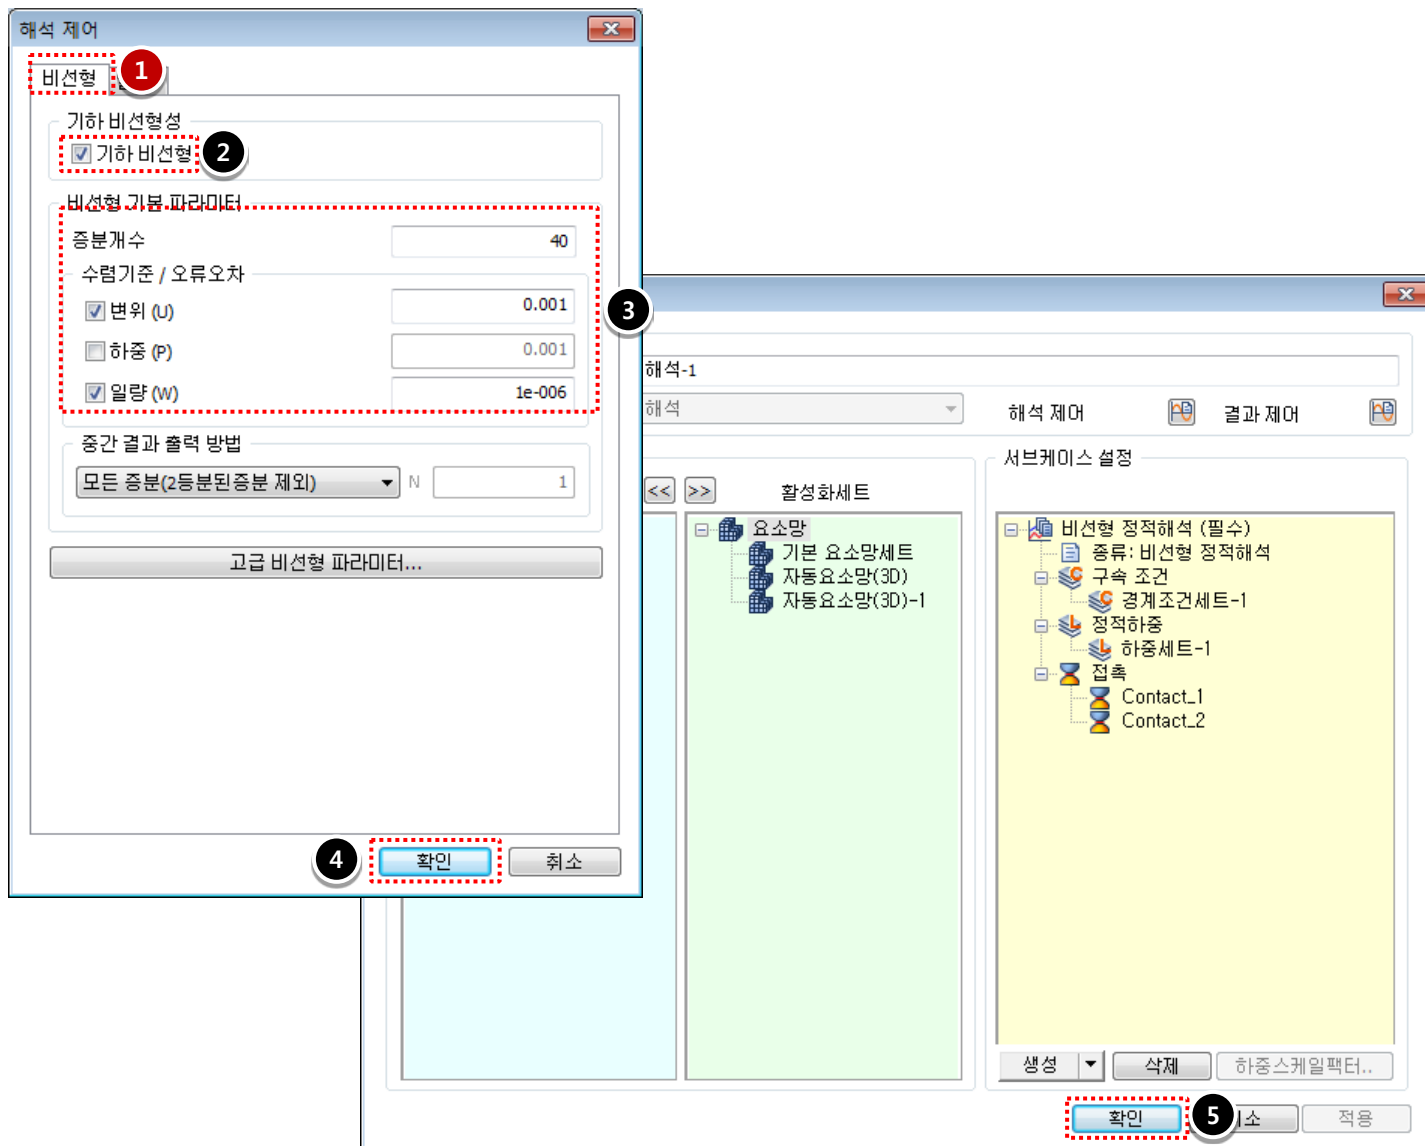 해석 제어
비선형
1
기하 비선형성
기하 비선형
2
비선형 기본 파라미터
증분개수
40
수렴기준 / 오류오차
변위 (U)
0.001
3
하중 (P)
0.001
일량 (W)
1e-006
중간 결과 출력 방법
모든 증분(2등분된증분 제외)
N
1
고급 비선형 파라미터...
4
확인
취소
해석-1
해석
해석 제어
결과 제어
<<
>>
활성화세트
요소망
기본 요소망세트
자동요소망(3D)
자동요소망(3D)-1
서브케이스 설정
비선형 정적해석 (필수)
종류: 비선형 정적해석
구속 조건
경계조건세트-1
정적하중
하중세트-1
접촉
Contact_1
Contact_2
생성
삭제
하중스케일팩터..
확인
5
소
적용